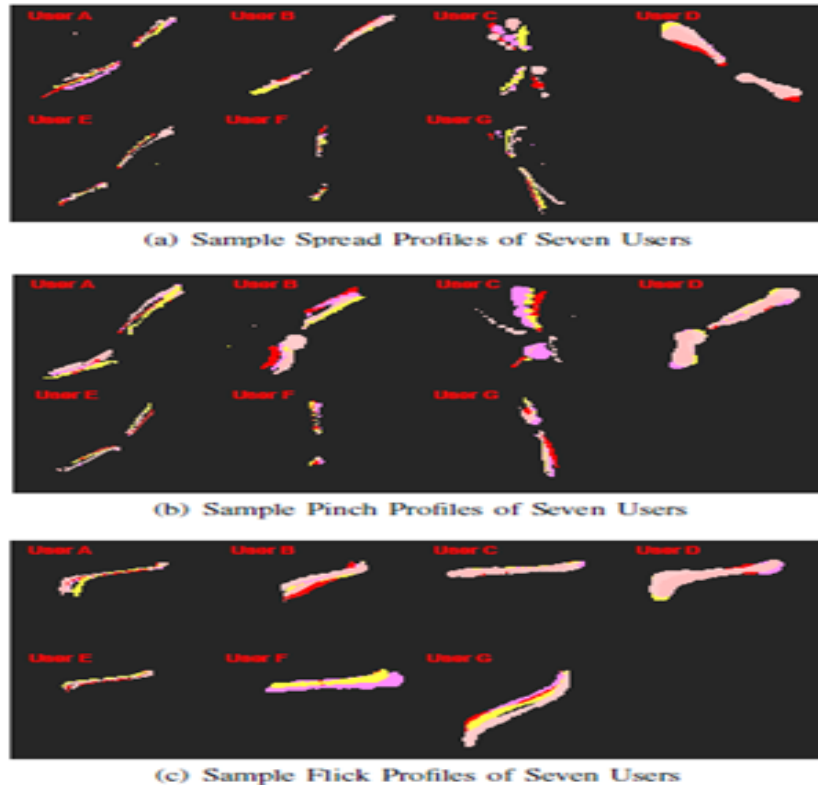 User A User B User C User D
User E User F User G
(a) Sample Spread Profiles of Seven Users
User A User B User C User D
User E User F User G
(b) Sample Pinch Profiles of Seven Users
User A User B User C User D
User E User F User G
(c) Sample Flick Profiles of Seven Users